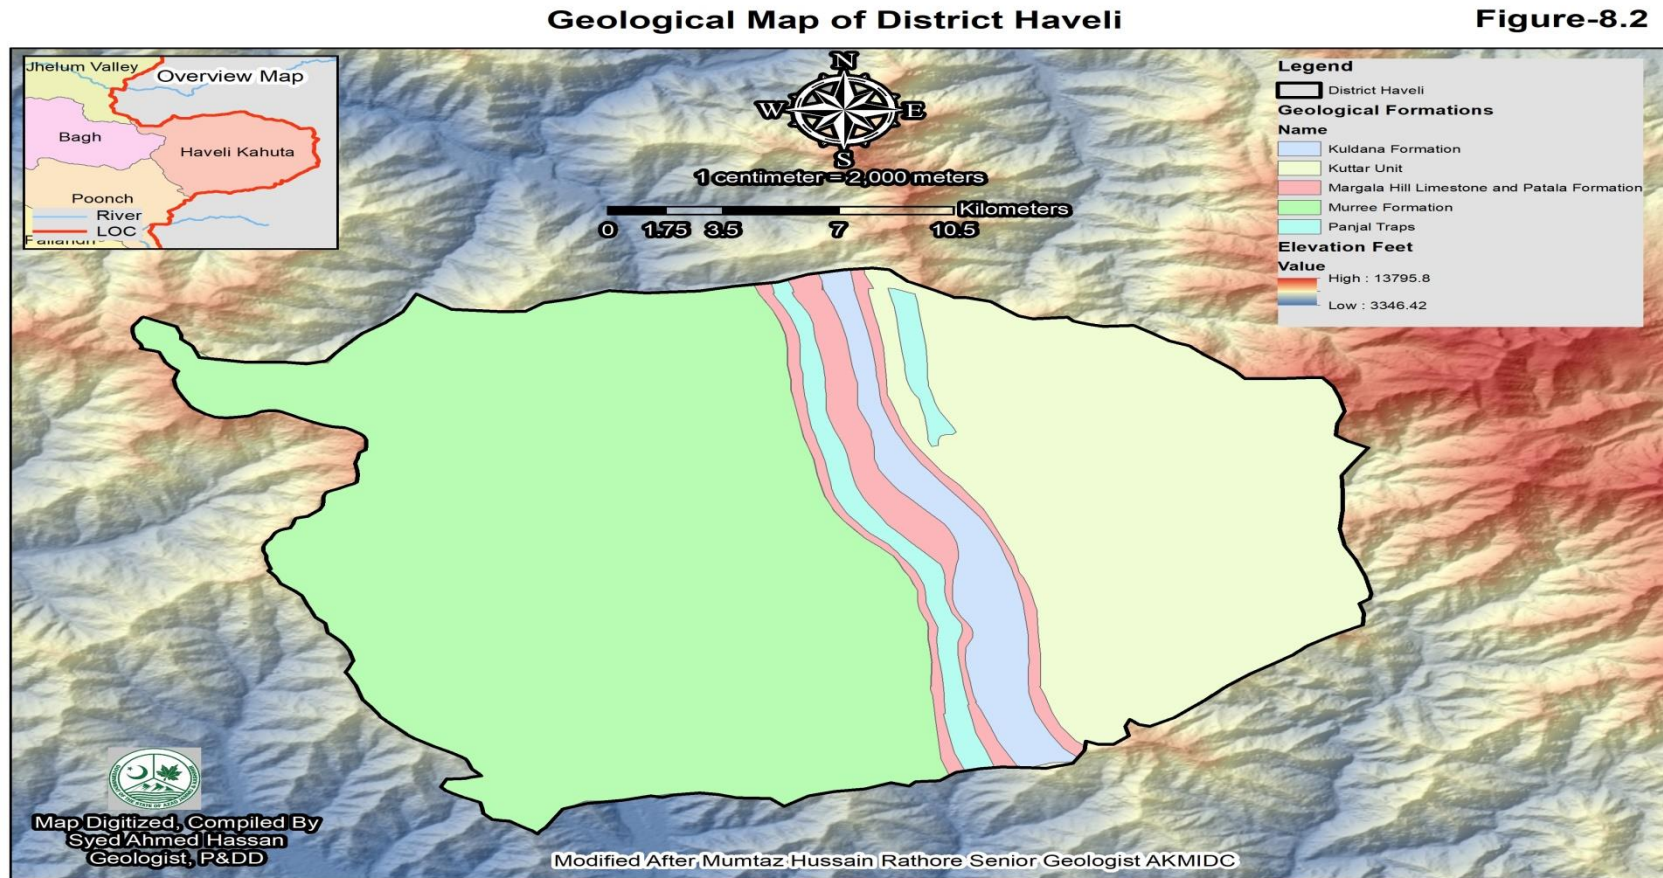 Geological Map of District Haveli
Figure-8.2
Overview Map
Jhelum Valley
Bagh
Haveli Kahuta
Poonch
River
LOC
N
W
E
S
1 centimeter = 2,000 meters
Kilometers
0 1.75 3.5 7 10.5
Legend
District Haveli
Geological Formations
Name
Kuldana Formation
Kuttar Unit
Margala Hill Limestone and Patala Formation
Murree Formation
Panjal Traps
Elevation Feet
Value
High : 13795.8
Low : 3346.42
Map Digitized, Compiled By
Syed Ahmed Hassan
Geologist, P&DD
Modified After Mumtaz Hussain Rathore Senior Geologist AKMIDC